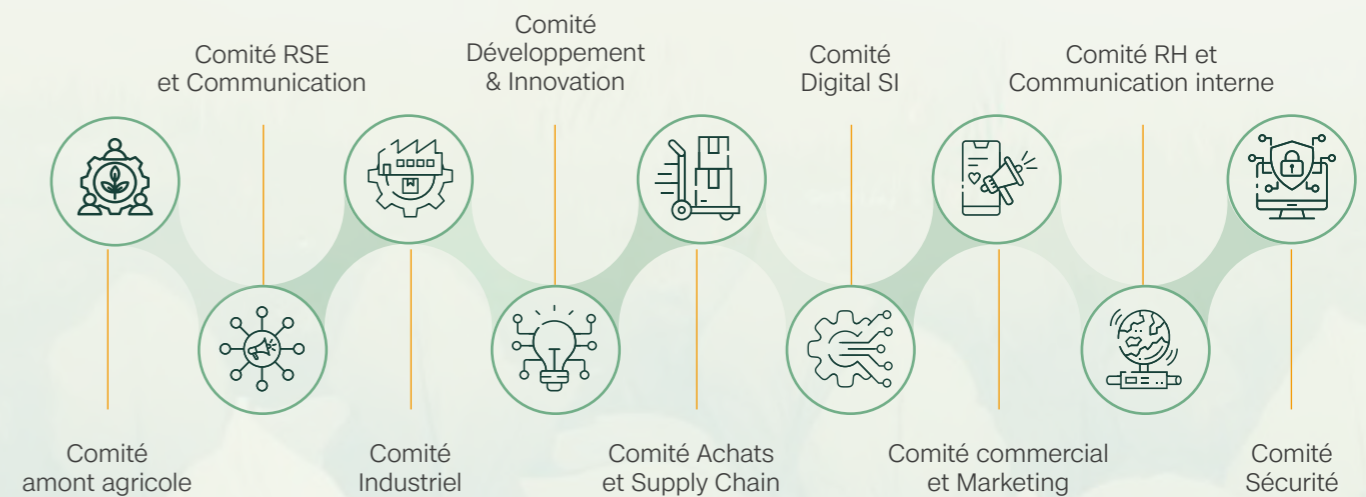 Comité RSE
et Communication
Comité
Développement
& Innovation
Comité
Digital SI
Comité RH et
Communication interne
Comité
amont agricole
Comité
Industriel
Comité Achats
et Supply Chain
Comité commercial
et Marketing
Comité
Sécurité